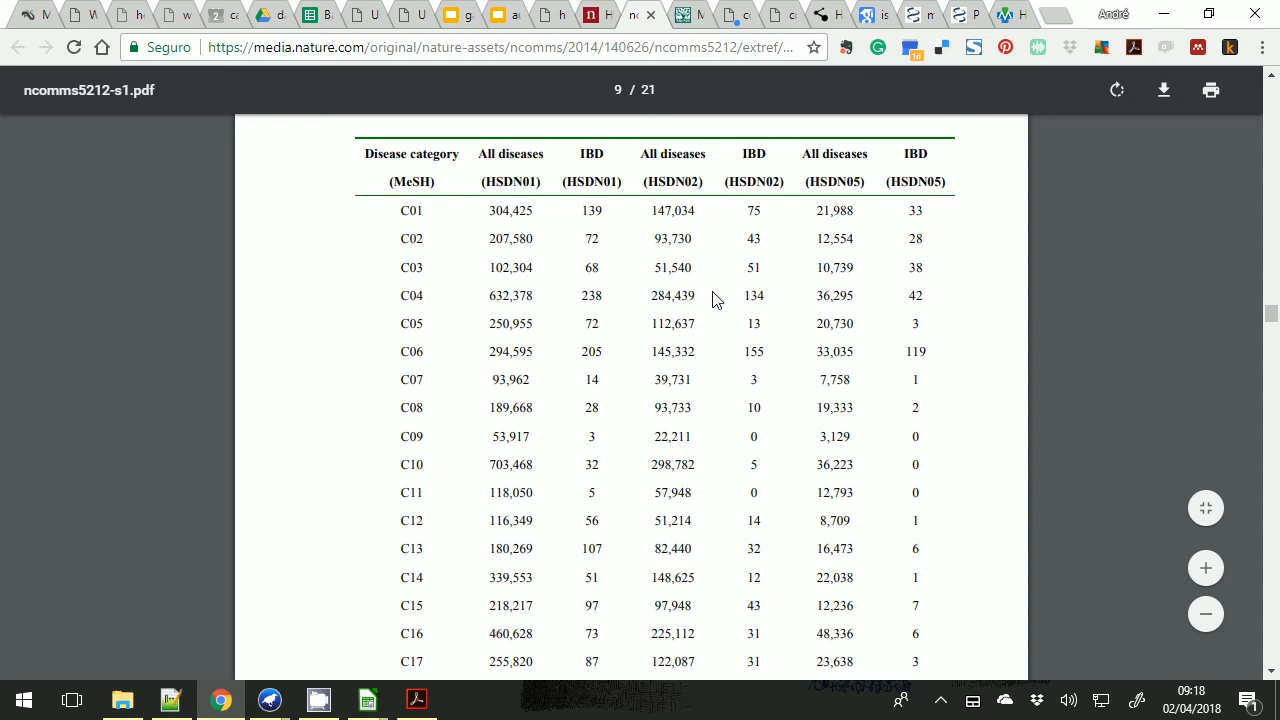 André
Seguro https://media.nature.com/original/nature-assets/ncomms/2014/140626/ncomms5212/extref/...
ncomms5212-s1.pdf 9 / 21
Disease category All diseases IBD All diseases IBD All diseases IBD
(MeSH) (HSDN01) (HSDN01) (HSDN02) (HSDN02) (HSDN05) (HSDN05)
C01 304,425 139 147,034 75 21,988 33
C02 207,580 72 93,730 43 12,554 28
C03 102,304 68 51,540 51 10,739 38
C04 632,378 238 284,439 134 36,295 42
C05 250,955 72 112,637 13 20,730 3
C06 294,595 205 145,332 155 33,035 119
C07 93,962 14 39,731 3 7,758 1
C08 189,668 28 93,733 10 19,333 2
C09 53,917 3 22,211 0 3,129 0
C10 703,468 32 298,782 5 36,223 0
C11 118,050 5 57,948 0 12,793 0
C12 116,349 56 51,214 14 8,709 1
C13 180,269 107 82,440 32 16,473 6
C14 339,553 51 148,625 12 22,038 1
C15 218,217 97 97,948 43 12,236 7
C16 460,628 73 225,112 31 48,336 6
C17 255,820 87 122,087 31 23,638 3
09:18
02/04/2018